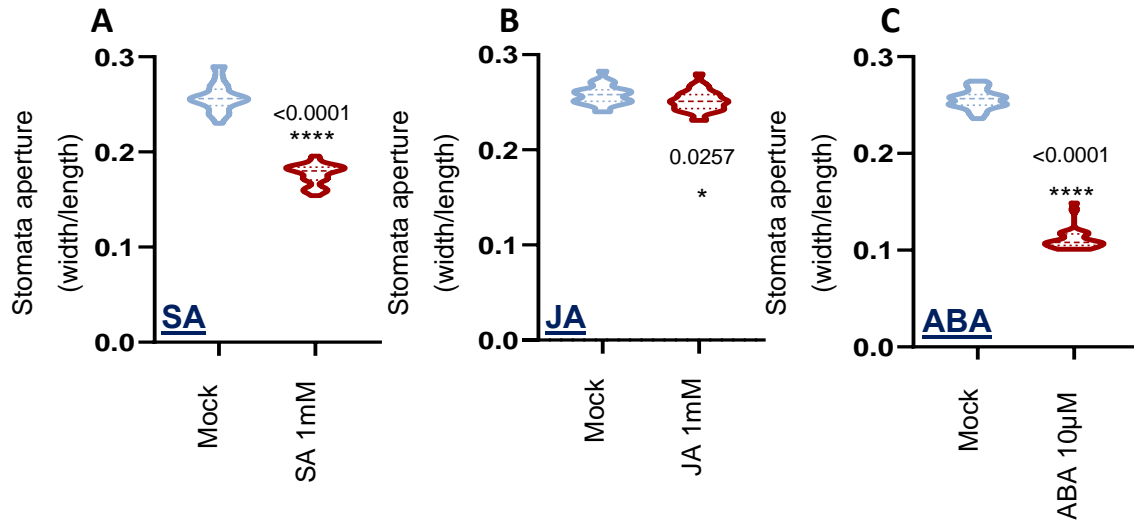 A
Stomata aperture
(width/length)
0.3
0.2
0.1
0.0
<0.0001
****
SA
Mock
SA 1mM
B
Stomata aperture
(width/length)
0.3
0.2
0.1
0.0
0.0257
*
JA
Mock
JA 1mM
C
Stomata aperture
(width/length)
0.3
0.2
0.1
0.0
<0.0001
****
ABA
Mock
ABA 10µM